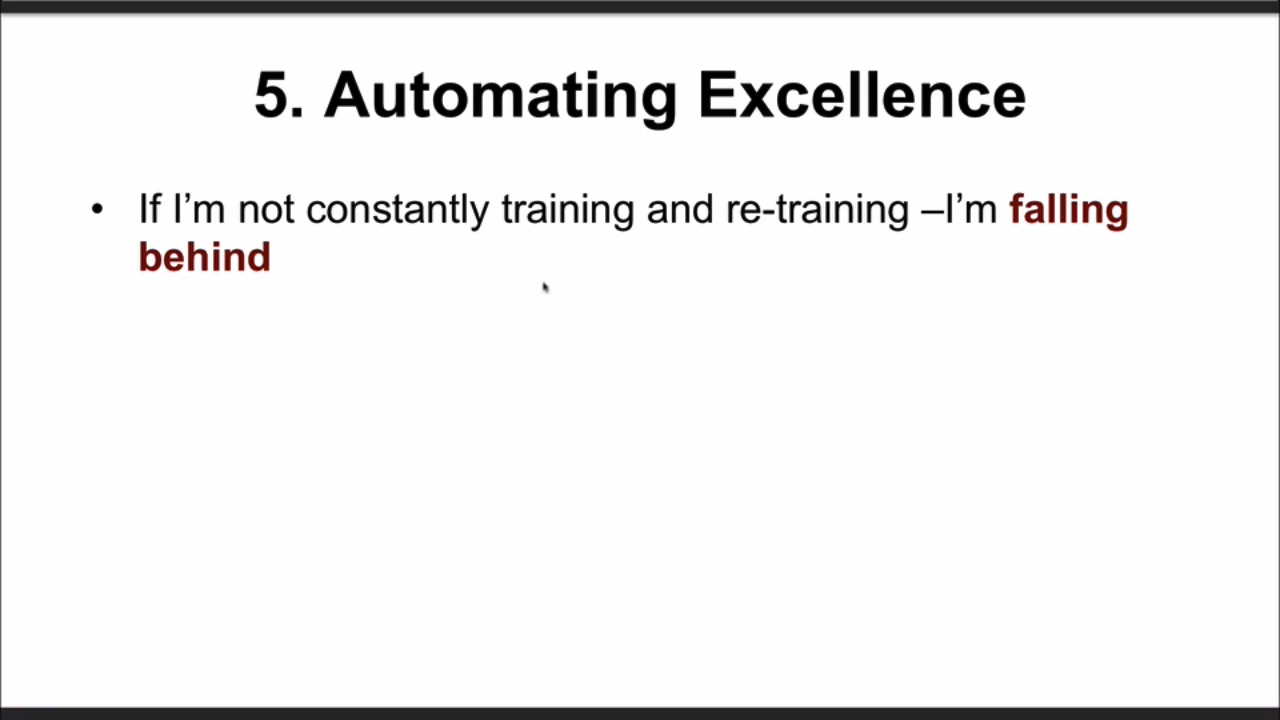 5. Automating Excellence
• If I’m not constantly training and re-training –I’m falling
behind